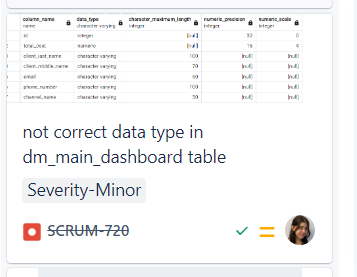 column_name data_type character_maximum_length numeric_precision numeric_scale
name character varying integer integer integer
id integer [null] 32 0
total_cost numeric [null] 16 4
client_last_name character varying 100 [null] [null]
client_middle_name character varying 70 [null] [null]
email character varying [null] [null]
phone_number character varying 100 [null] [null]
channel_name character varying [null] [null]
not correct data type in
dm_main_dashboard table
Severity-Minor
SCRUM-720